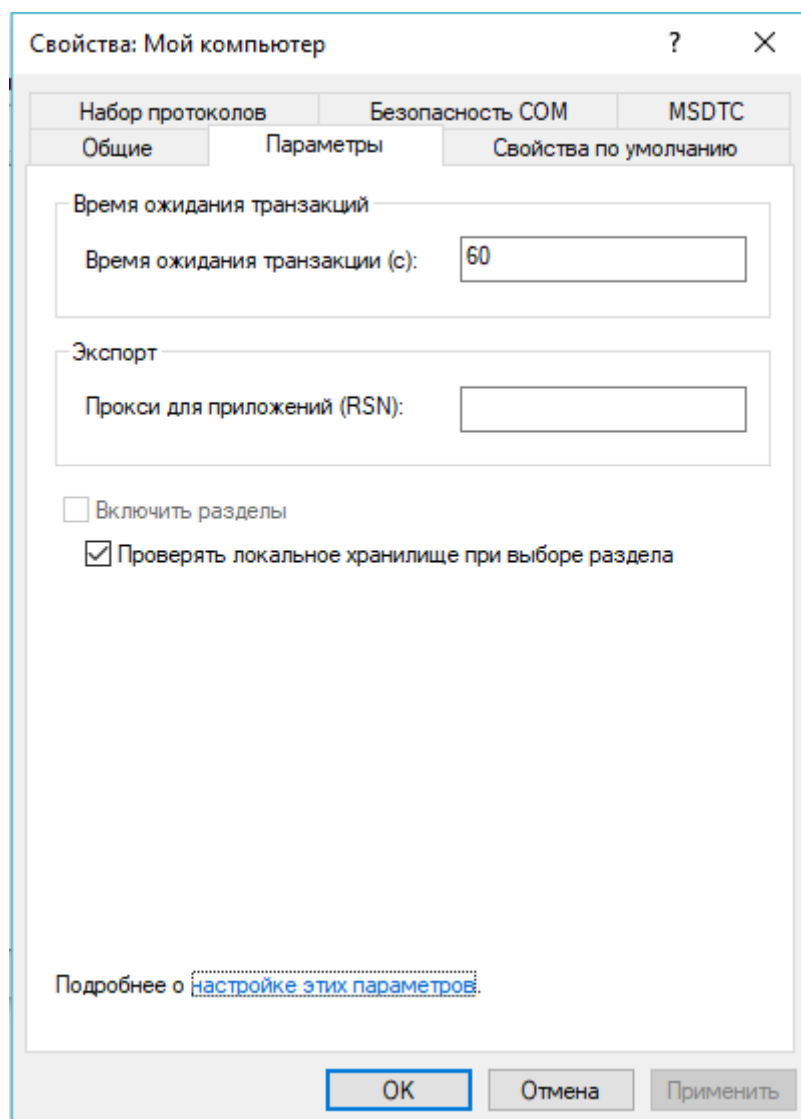 Свойства: Мой компьютер
?
Набор протоколов Безопасность COM MSDTC
Общие Параметры Свойства по умолчанию
Время ожидания транзакций
Время ожидания транзакции (с): 60
Экспорт
Прокси для приложений (RSN):
Включить разделы
Проверять локальное хранилище при выборе раздела
Подробнее о настройке этих параметров.
OK Отмена Применить